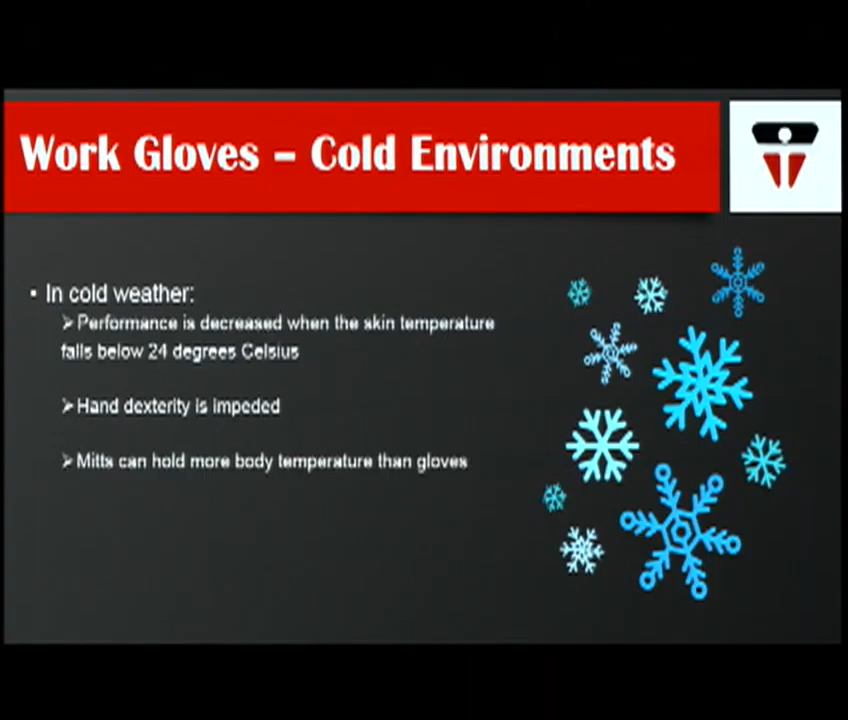 Work Gloves – Cold Environments
▪ In cold weather:
➢Performance is decreased when the skin temperature
falls below 24 degrees Celsius
➢Hand dexterity is impeded
➢Mitts can hold more body temperature than gloves